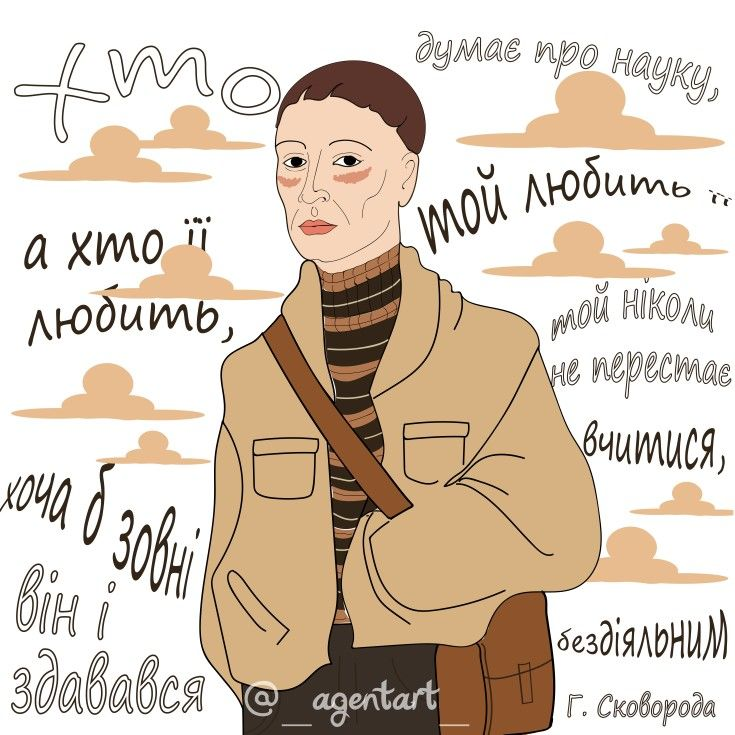 хто
думає про науку,
той любить її
а хто її
любить,
той ніколи
не перестає
вчитися,
хоча б зовні
він і
здавався
бездіяльним
Г. Сковорода
@__agentart__